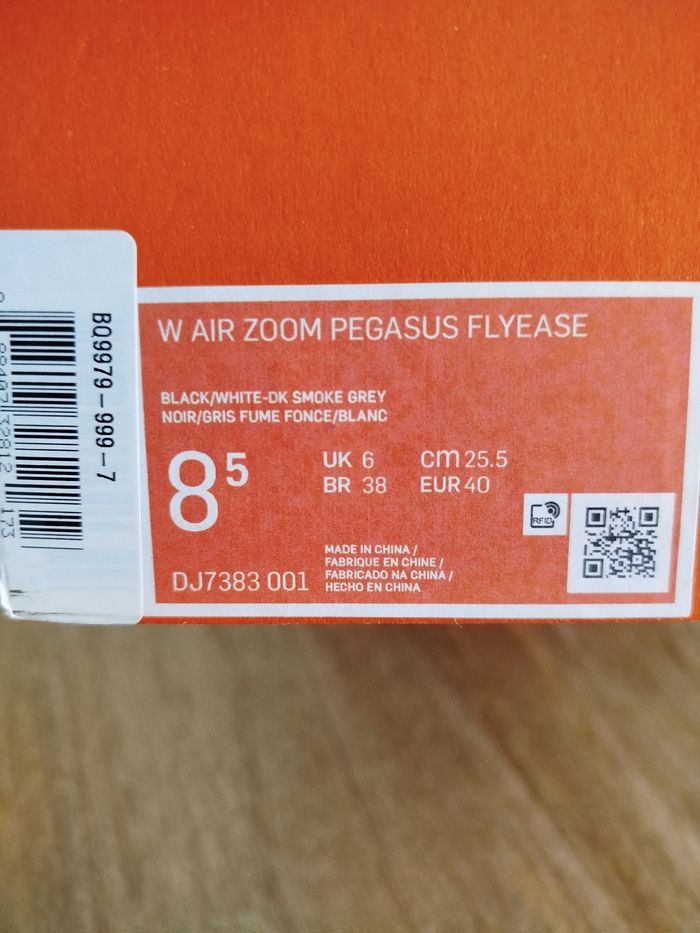 BQ9979-999-7
W AIR ZOOM PEGASUS FLYEASE
BLACK/WHITE-DK SMOKE GREY
NOIR/GRIS FUME FONCE/BLANC
8 5
UK 6 cm 25.5
BR 38 EUR 40
RFID
DJ7383 001
MADE IN CHINA /
FABRIQUE EN CHINE /
FABRICADO NA CHINA /
HECHO EN CHINA